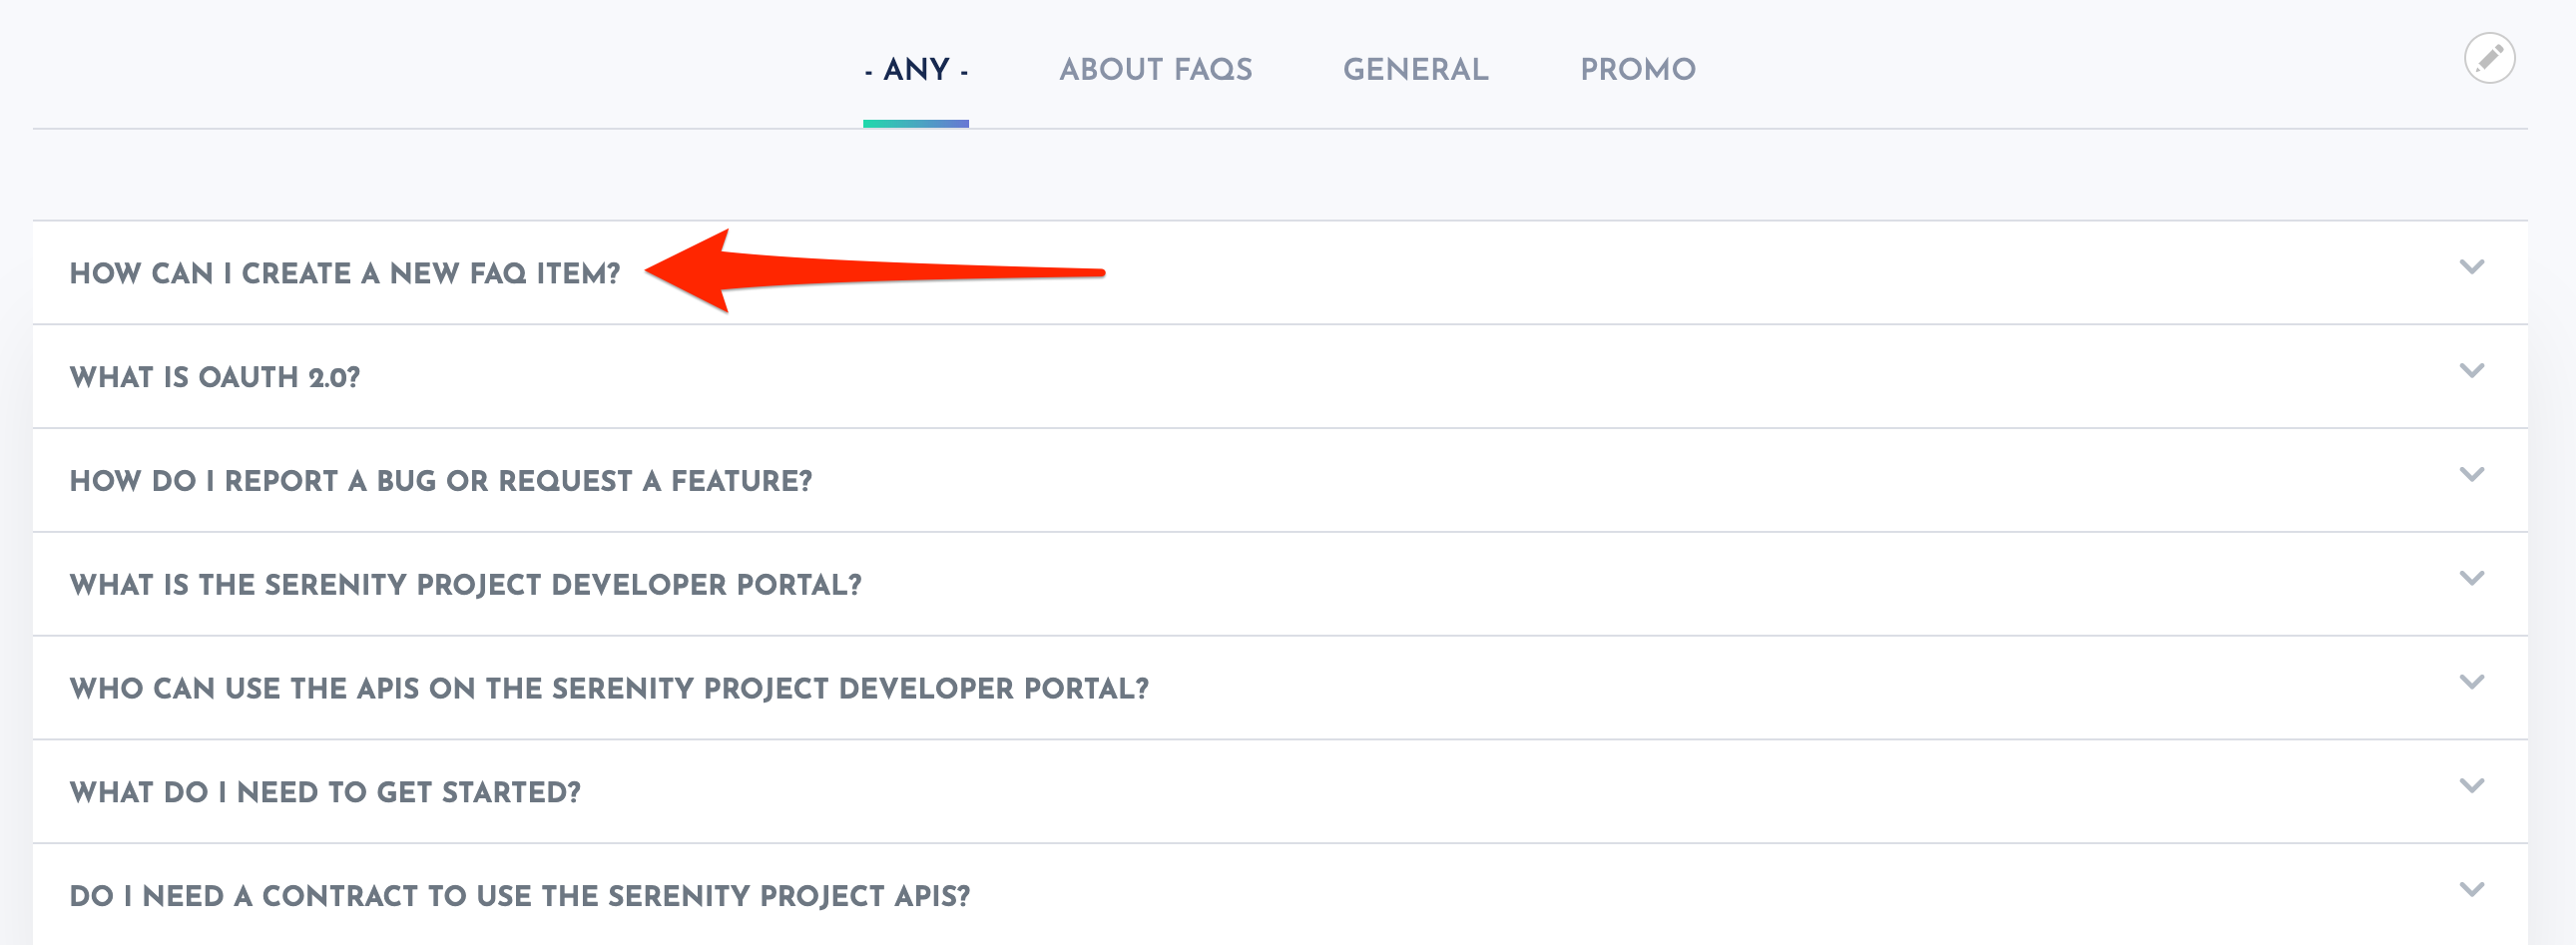 - ANY - ABOUT FAQS GENERAL PROMO
HOW CAN I CREATE A NEW FAQ ITEM?
WHAT IS OAUTH 2.0?
HOW DO I REPORT A BUG OR REQUEST A FEATURE?
WHAT IS THE SERENITY PROJECT DEVELOPER PORTAL?
WHO CAN USE THE APIS ON THE SERENITY PROJECT DEVELOPER PORTAL?
WHAT DO I NEED TO GET STARTED?
DO I NEED A CONTRACT TO USE THE SERENITY PROJECT APIS?